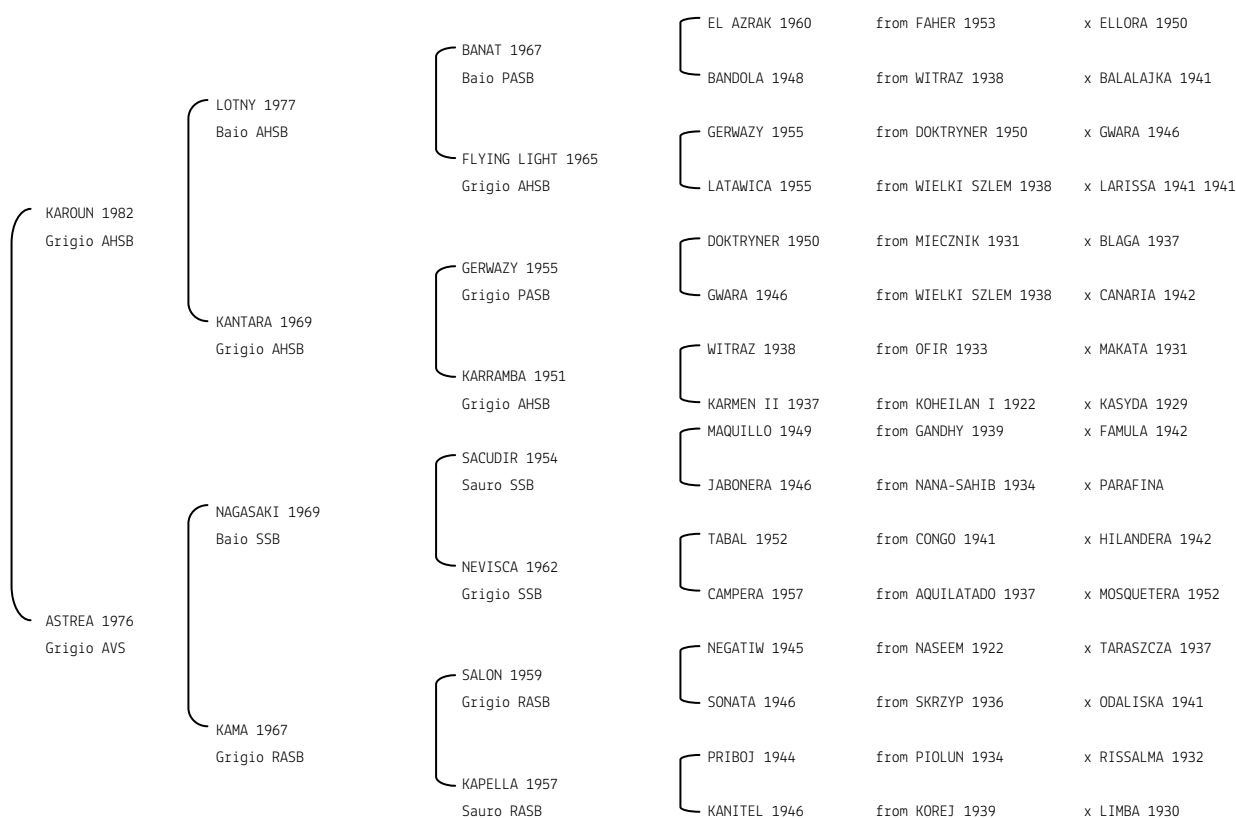 EL AZRAK 1960 from FAHER 1953 x ELLORA 1950
BANAT 1967
Baio PASB BANDOLA 1948 from WITRAZ 1938 x BALALAJKA 1941
LOTNY 1977
Baio AHSB GERWAZY 1955 from DOKTRYNER 1950 x GWARA 1946
FLYING LIGHT 1965
Grigio AHSB LATAWICA 1955 from WIELKI SZLEM 1938 x LARISSA 1941 1941
KAROUN 1982
Grigio AHSB DOKTRYNER 1950 from MIECZNIK 1931 x BLAGA 1937
GERWAZY 1955
Grigio PASB GWARA 1946 from WIELKI SZLEM 1938 x CANARIA 1942
KANTARA 1969
Grigio AHSB WITRAZ 1938 from OFIR 1933 x MAKATA 1931
KARRAMBA 1951
Grigio AHSB KARMEN II 1937 from KOHEILAN I 1922 x KASYDA 1929
MAQUILLO 1949 from GANDHY 1939 x FAMULA 1942
SACUDIR 1954
Sauro SSB JABONERA 1946 from NANA-SAHIB 1934 x PARAFINA
NAGASAKI 1969
Baio SSB TABAL 1952 from CONGO 1941 x HILANDERA 1942
NEVISCA 1962
Grigio SSB CAMPERA 1957 from AQUILATADO 1937 x MOSQUETERA 1952
ASTREA 1976
Grigio AVS NEGATIW 1945 from NASEEM 1922 x TARASZCZA 1937
SALON 1959
Grigio RASB SONATA 1946 from SKRZYP 1936 x ODALISKA 1941
KAMA 1967
Grigio RASB PRIBOJ 1944 from PIOLUN 1934 x RISSALMA 1932
KAPELLA 1957
Sauro RASB KANITEL 1946 from KOREJ 1939 x LIMBA 1930